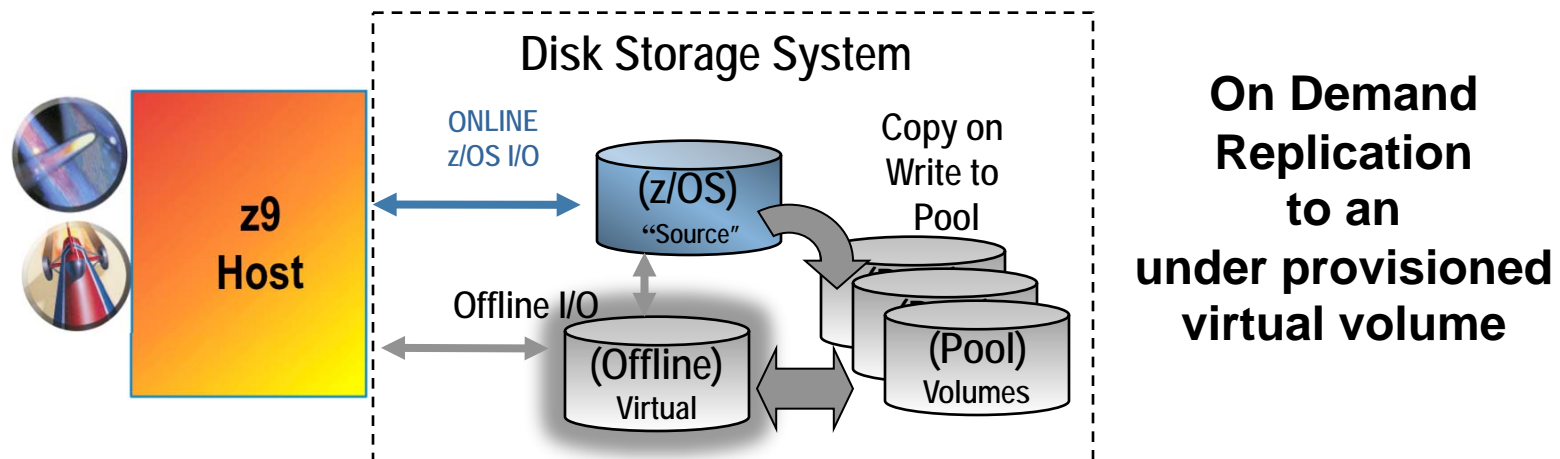 Disk Storage System
z9
Host
ONLINE
z/OS I/O
(z/OS)
“Source”
Copy on
Write to
Pool
Offline I/O
(Offline)
Virtual
(Pool)
Volumes
On Demand
Replication
to an
under provisioned
virtual volume